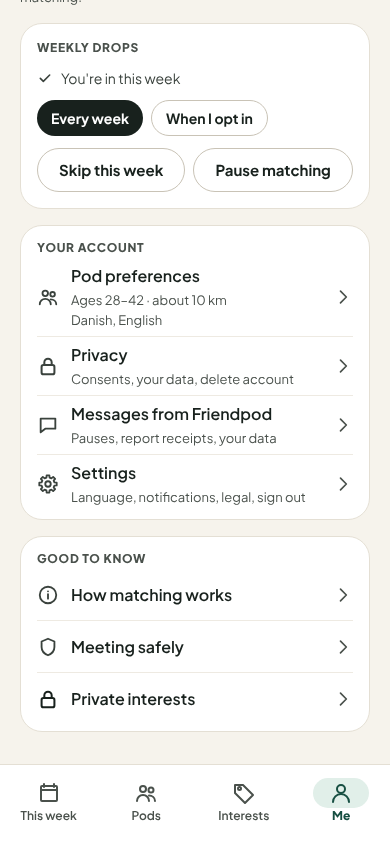 matching.
WEEKLY DROPS
You're in this week
Every week
When I opt in
Skip this week
Pause matching
YOUR ACCOUNT
Pod preferences
Ages 28–42 · about 10 km
Danish, English
Privacy
Consents, your data, delete account
Messages from Friendpod
Pauses, report receipts, your data
Settings
Language, notifications, legal, sign out
GOOD TO KNOW
How matching works
Meeting safely
Private interests
This week
Pods
Interests
Me